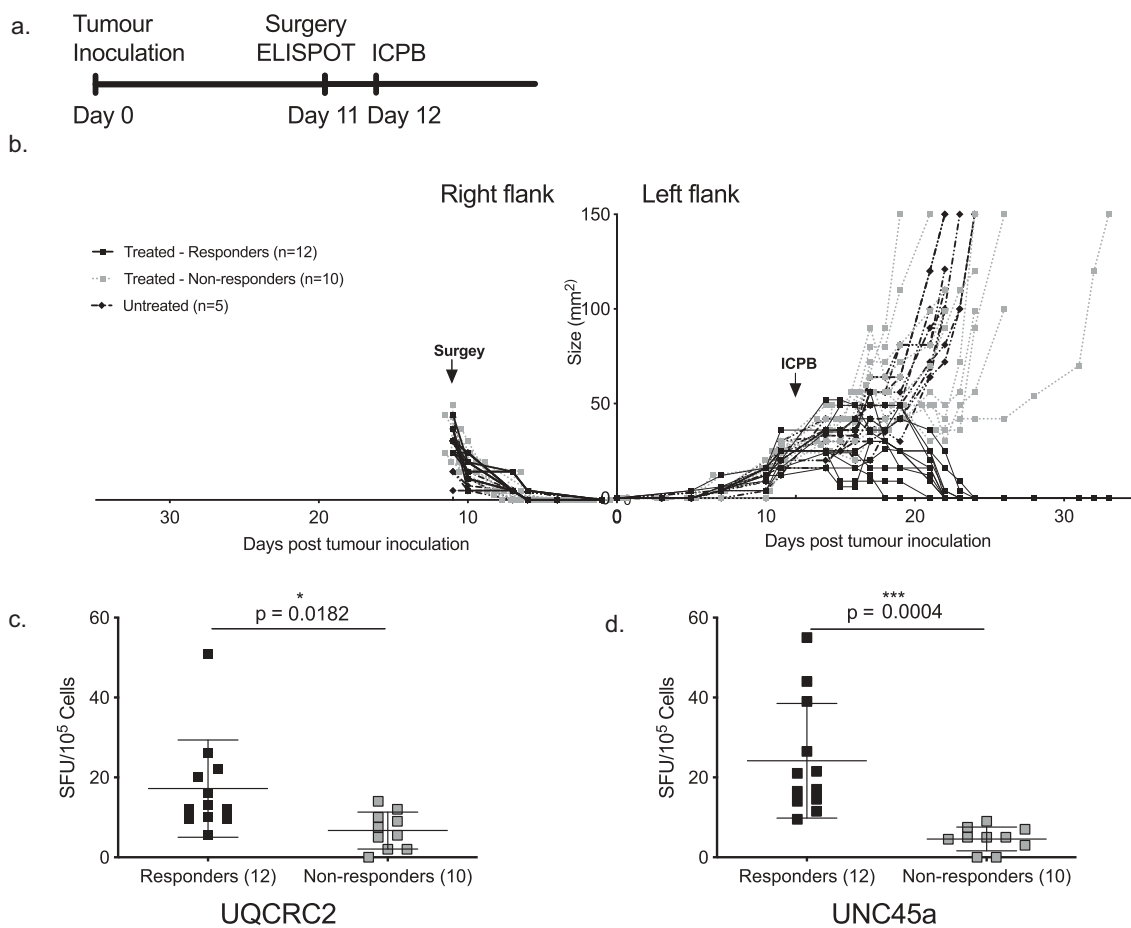 a.
Tumour
Inoculation
Surgery
ELISPOT
ICPB
Day 0
Day 11
Day 12
b.
Right flank
Left flank
Treated - Responders (n=12)
Treated - Non-responders (n=10)
Untreated (n=5)
Surgey
ICPB
Size (mm²)
150
100
50
0
30
20
10
0
0
10
20
30
Days post tumour inoculation
Days post tumour inoculation
c.
*
p = 0.0182
SFU/10⁵ Cells
60
40
20
0
Responders (12)
Non-responders (10)
UQCRC2
d.
***
p = 0.0004
SFU/10⁵ Cells
60
40
20
0
Responders (12)
Non-responders (10)
UNC45a